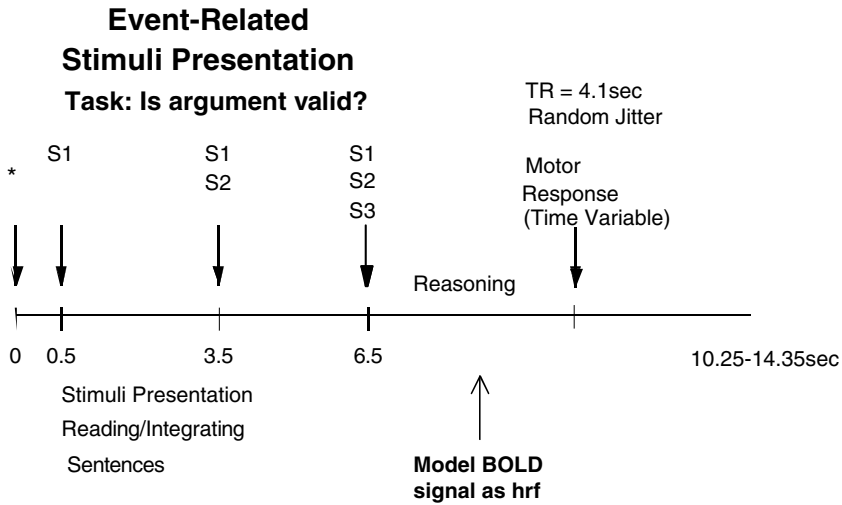 Event-Related
Stimuli Presentation
Task: Is argument valid?
TR = 4.1sec
Random Jitter
*
S1
S1
S2
S1
S2
S3
Motor
Response
(Time Variable)
Reasoning
0 0.5 3.5 6.5 10.25-14.35sec
Stimuli Presentation
Reading/Integrating
Sentences
Model BOLD
signal as hrf